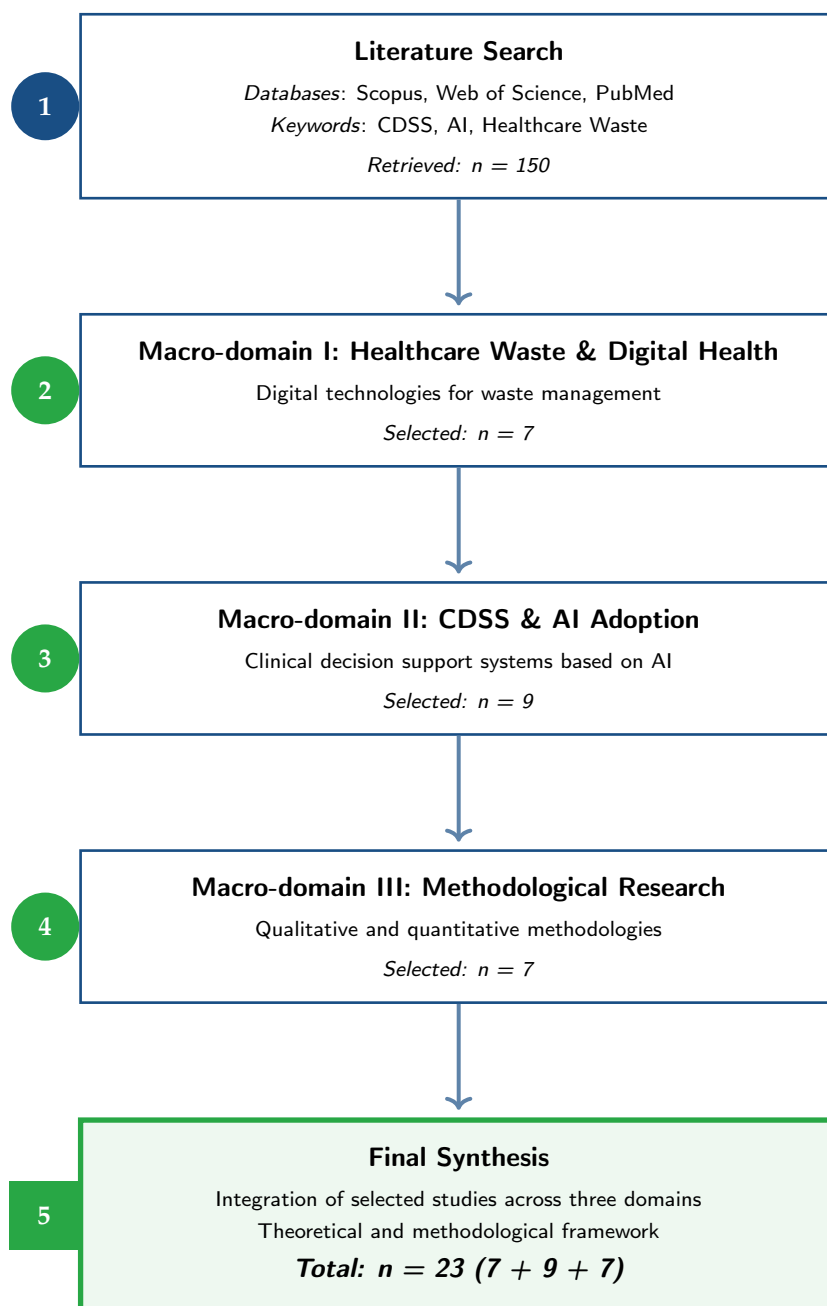 Literature Search
1
Databases: Scopus, Web of Science, PubMed
Keywords: CDSS, AI, Healthcare Waste
Retrieved: n = 150
Macro-domain I: Healthcare Waste & Digital Health
2
Digital technologies for waste management
Selected: n = 7
Macro-domain II: CDSS & AI Adoption
3
Clinical decision support systems based on AI
Selected: n = 9
Macro-domain III: Methodological Research
4
Qualitative and quantitative methodologies
Selected: n = 7
Final Synthesis
5
Integration of selected studies across three domains
Theoretical and methodological framework
Total: n = 23 (7 + 9 + 7)